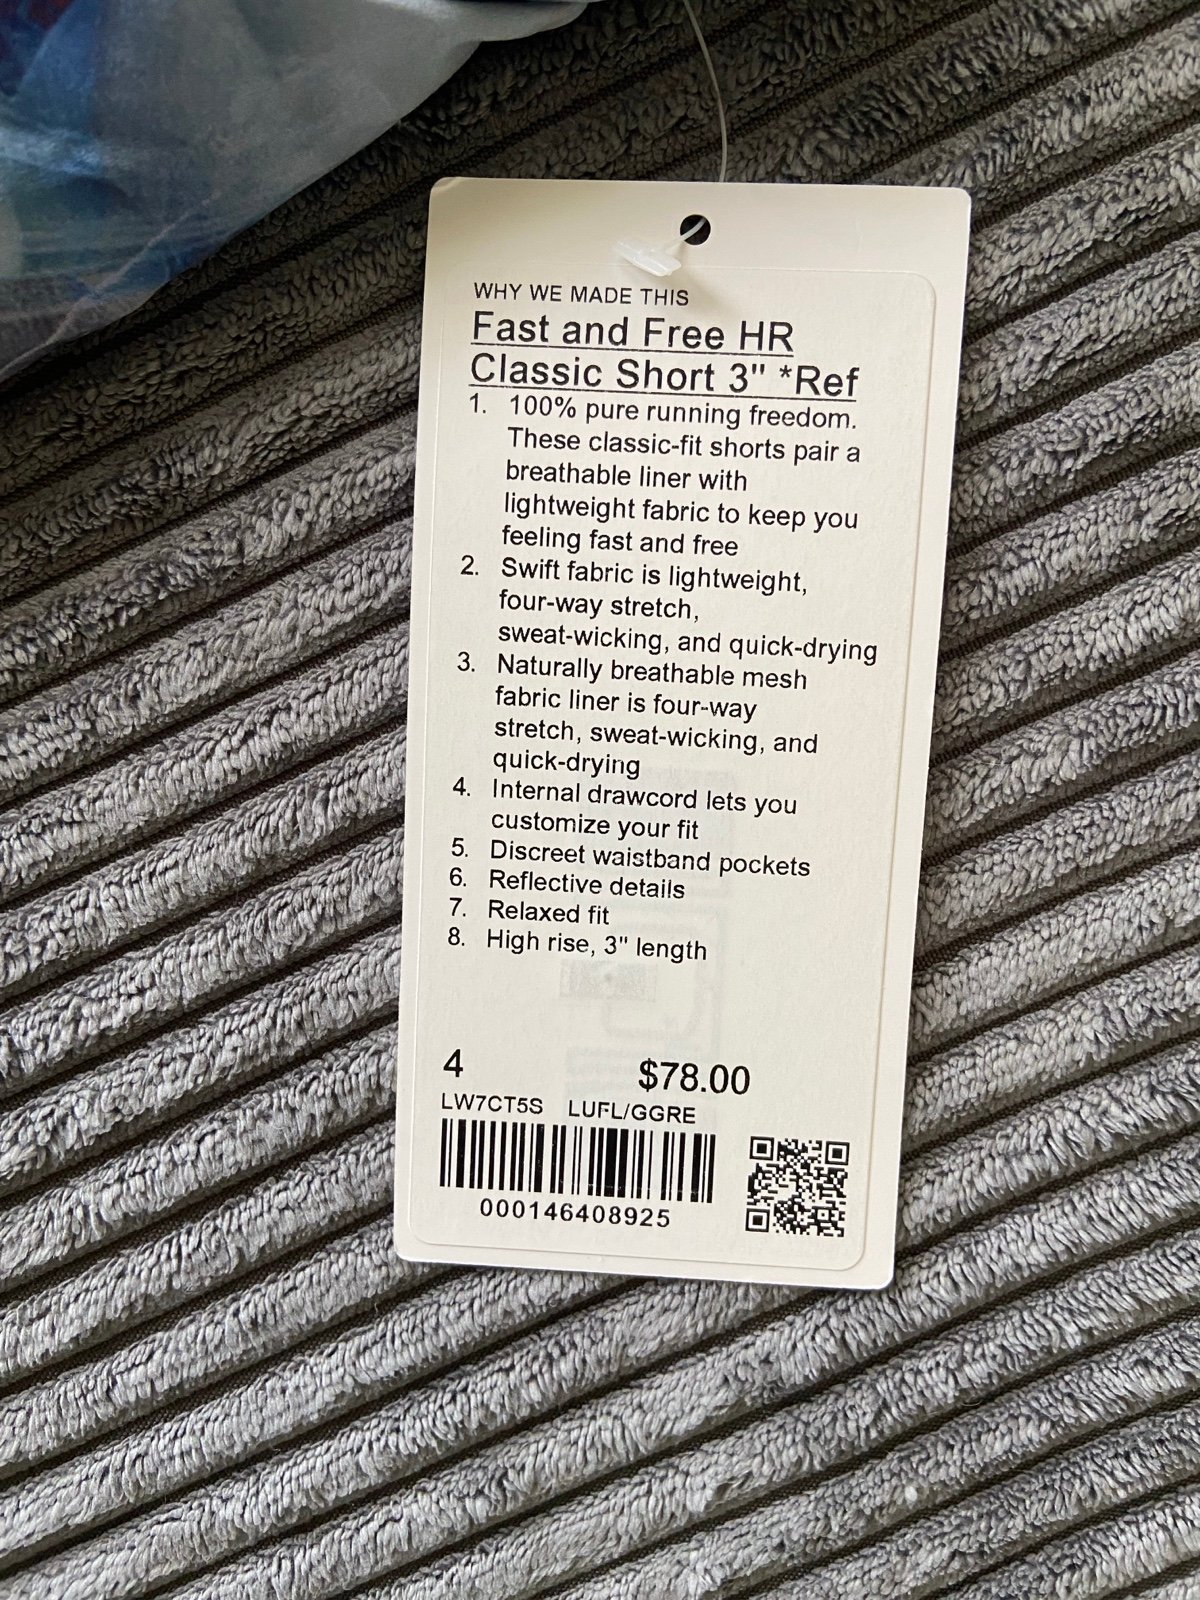 WHY WE MADE THIS
Fast and Free HR
Classic Short 3" *Ref
1. 100% pure running freedom.
These classic-fit shorts pair a
breathable liner with
lightweight fabric to keep you
feeling fast and free
2. Swift fabric is lightweight,
four-way stretch,
sweat-wicking, and quick-drying
3. Naturally breathable mesh
fabric liner is four-way
stretch, sweat-wicking, and
quick-drying
4. Internal drawcord lets you
customize your fit
5. Discreet waistband pockets
6. Reflective details
7. Relaxed fit
8. High rise, 3" length
4 $78.00
LW7CT5S LUFL/GGRE
000146408925